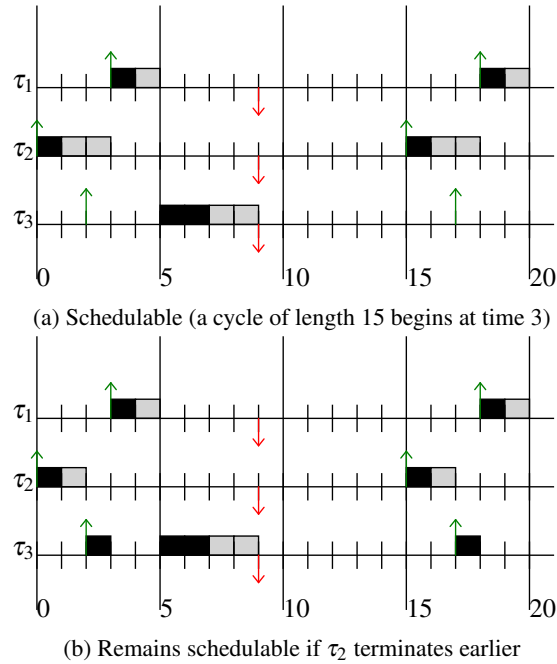 τ1
τ2
τ3
0 5 10 15 20
(a) Schedulable (a cycle of length 15 begins at time 3)
τ1
τ2
τ3
0 5 10 15 20
(b) Remains schedulable if τ2 terminates earlier